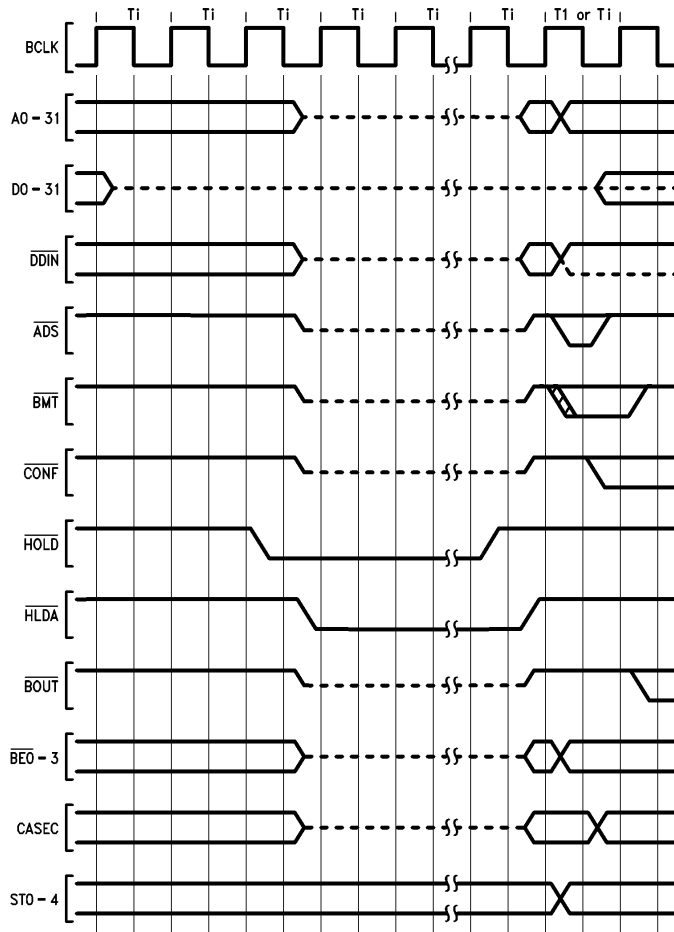 Ti Ti Ti Ti Ti Ti T1 or Ti
BCLK
A0-31
D0-31
DDIN
ADS
BMT
CONF
HOLD
HLDA
BOUT
BE0-3
CASEC
ST0-4